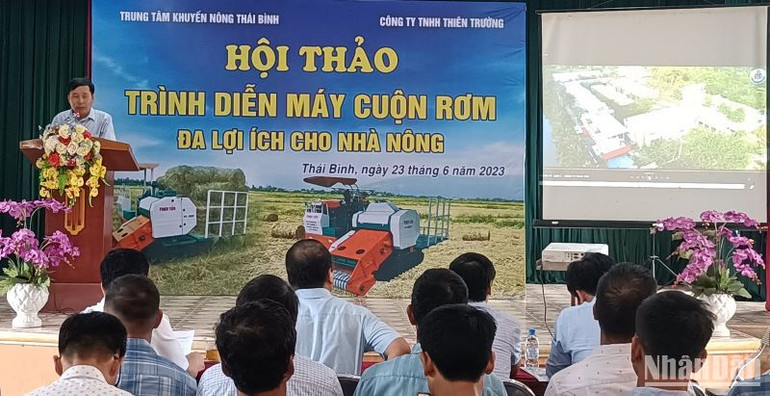 TRUNG TÂM KHUYẾN NÔNG THÁI BÌNH
CÔNG TY TNHH THIÊN TRƯỜNG
HỘI THẢO
TRÌNH DIỄN MÁY CUỘN RƠM
ĐA LỢI ÍCH CHO NHÀ NÔNG
Thái Bình, ngày 23 tháng 6 năm 2023
NhânDân